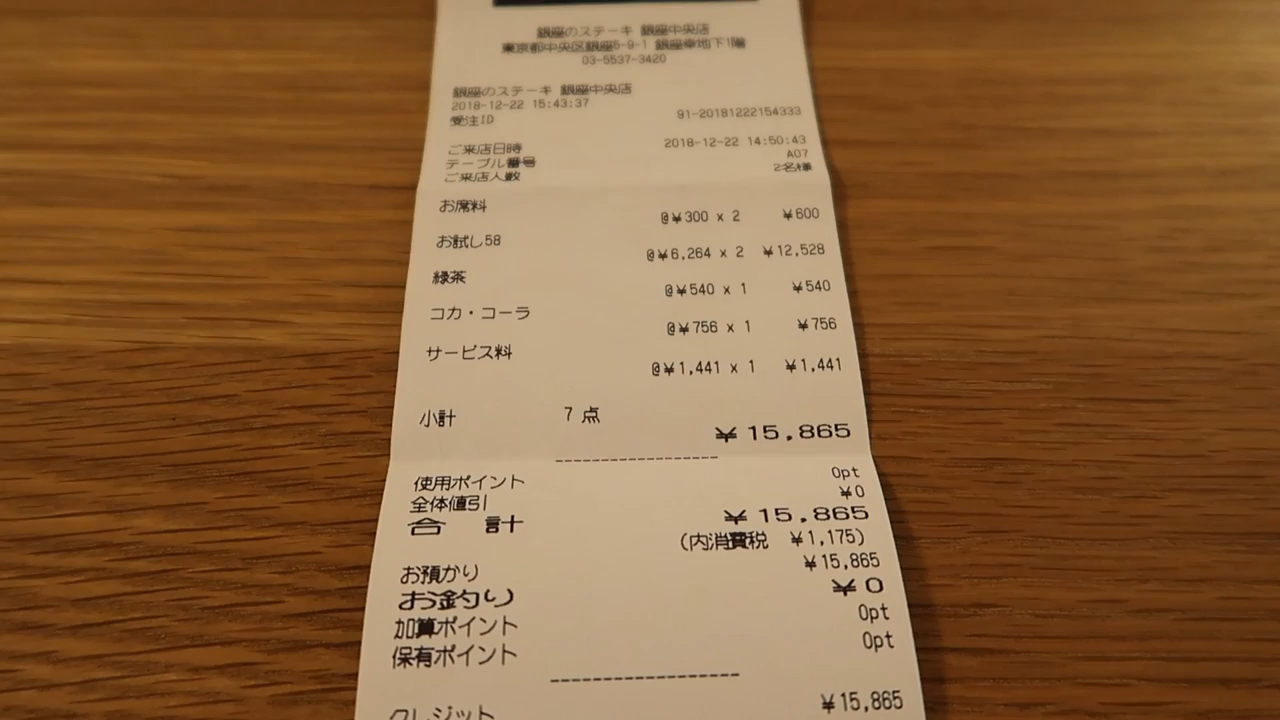 銀座のステーキ 銀座中央店
東京都中央区銀座5-9-1 銀座幸地下1階
03-5537-3420
銀座のステーキ 銀座中央店
2018-12-22 15:43:37
受注ID 91-20181222154333
ご来店日時 2018-12-22 14:50:43
テーブル番号 A07
ご来店人数 2名様
お席料 @¥300 x 2 ¥600
お試し58 @¥6,264 x 2 ¥12,528
緑茶 @¥540 x 1 ¥540
コカ・コーラ @¥756 x 1 ¥756
サービス料 @¥1,441 x 1 ¥1,441
小計 7 点 ¥15,865
使用ポイント 0pt
全体値引 ¥0
合 計 ¥15,865
(内消費税 ¥1,175)
お預かり ¥15,865
お釣り ¥0
加算ポイント 0pt
保有ポイント 0pt
クレジット ¥15,865